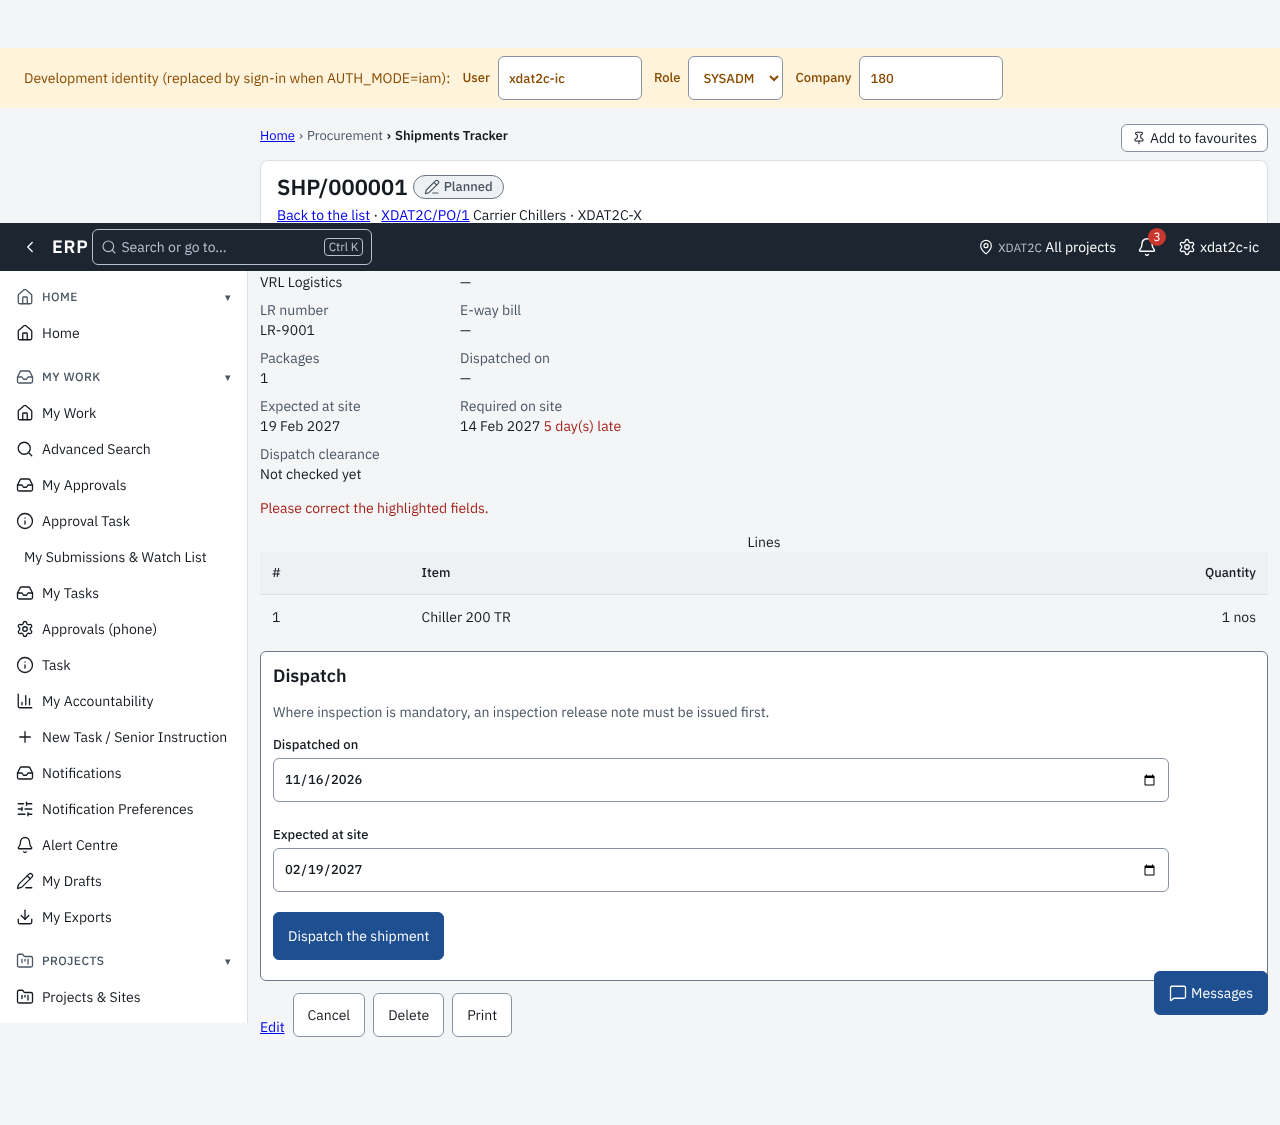 Development identity (replaced by sign-in when AUTH_MODE=iam): User xdat2c-ic Role SYSADM Company 180
Home › Procurement › Shipments Tracker
Add to favourites
SHP/000001 Planned
Back to the list · XDAT2C/PO/1 Carrier Chillers · XDAT2C-X
ERP Search or go to... Ctrl K XDAT2C All projects 3 xdat2c-ic
HOME
Home
MY WORK
My Work
Advanced Search
My Approvals
Approval Task
My Submissions & Watch List
My Tasks
Approvals (phone)
Task
My Accountability
New Task / Senior Instruction
Notifications
Notification Preferences
Alert Centre
My Drafts
My Exports
PROJECTS
Projects & Sites
VRL Logistics —
LR number E-way bill
LR-9001 —
Packages Dispatched on
1 —
Expected at site Required on site
19 Feb 2027 14 Feb 2027 5 day(s) late
Dispatch clearance
Not checked yet
Please correct the highlighted fields.
Lines
# Item Quantity
1 Chiller 200 TR 1 nos
Dispatch
Where inspection is mandatory, an inspection release note must be issued first.
Dispatched on
11/16/2026
Expected at site
02/19/2027
Dispatch the shipment
Messages
Edit Cancel Delete Print